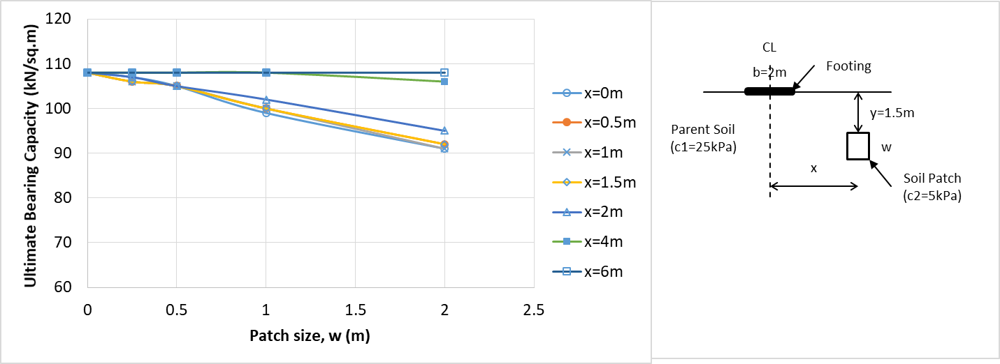 120
110
100
90
80
70
60
Ultimate Bearing Capacity (kN/sq.m)
0
0.5
1
1.5
2
2.5
Patch size, w (m)
x=0m
x=0.5m
x=1m
x=1.5m
x=2m
x=4m
x=6m
CL
b=2m
Footing
y=1.5m
Parent Soil
(c1=25kPa)
w
x
Soil Patch
(c2=5kPa)